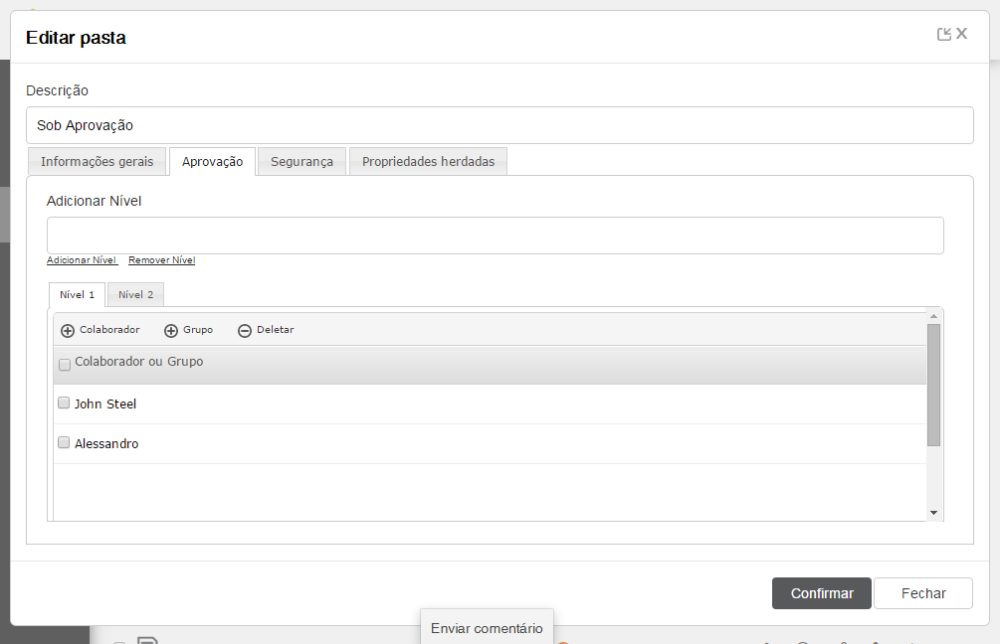 Editar pasta
Descrição
Sob Aprovação
Informações gerais Aprovação Segurança Propriedades herdadas
Adicionar Nível
Adicionar Nível Remover Nível
Nível 1 Nível 2
Colaborador Grupo Deletar
Colaborador ou Grupo
John Steel
Alessandro
Confirmar Fechar
Enviar comentário